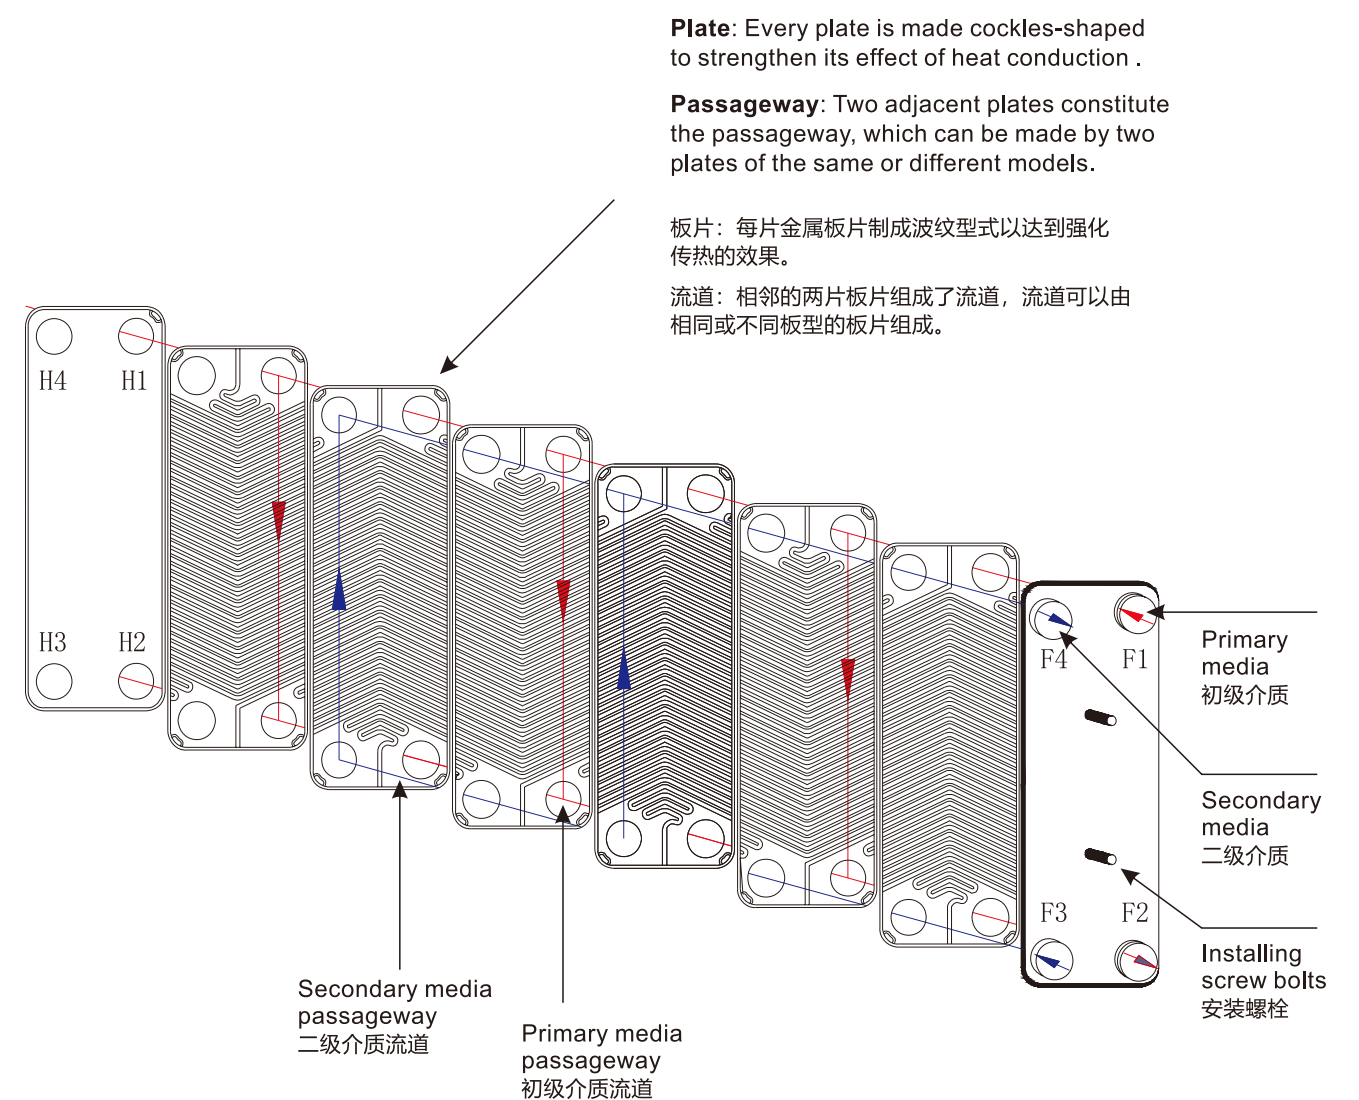 Plate: Every plate is made cockles-shaped
to strengthen its effect of heat conduction .
Passageway: Two adjacent plates constitute
the passageway, which can be made by two
plates of the same or different models.
板片：每片金属板片制成波纹型式以达到强化
传热的效果。
流道：相邻的两片板片组成了流道，流道可以由
相同或不同板型的板片组成。
H4 H1
H3 H2
F4 F1
F3 F2
Primary
media
初级介质
Secondary
media
二级介质
Installing
screw bolts
安装螺栓
Secondary media
passageway
二级介质流道
Primary media
passageway
初级介质流道